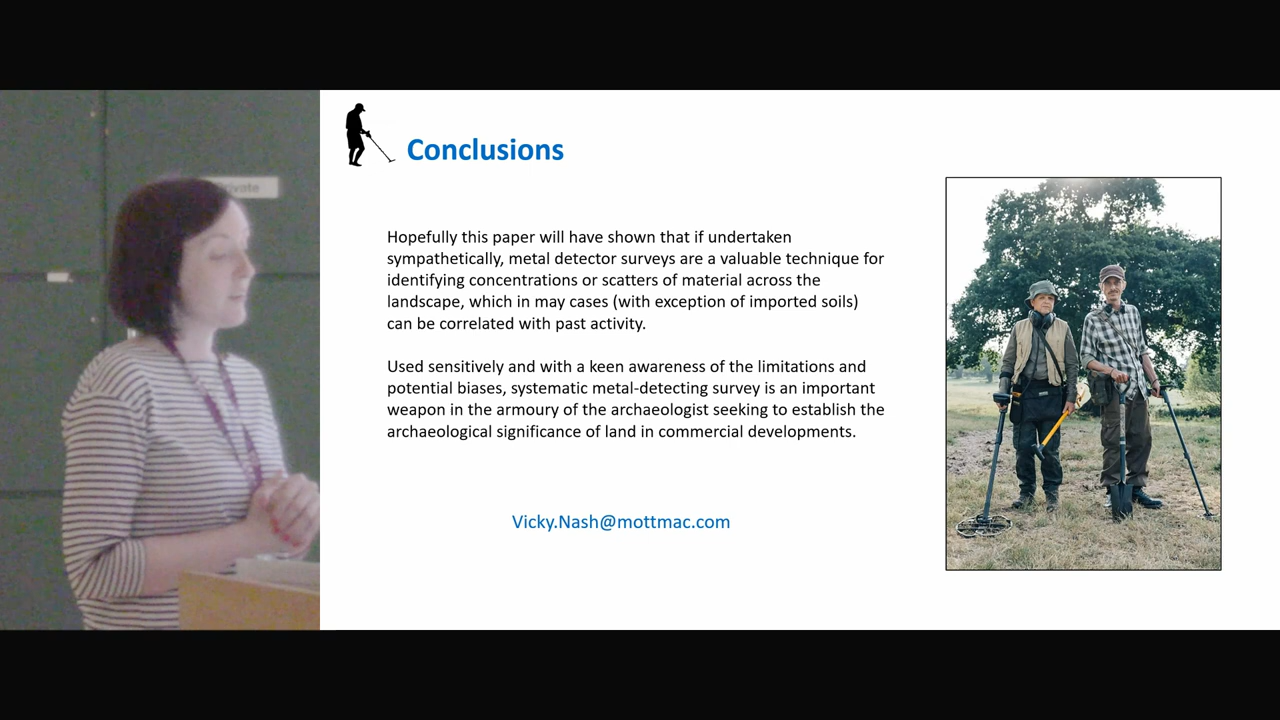 Conclusions
Hopefully this paper will have shown that if undertaken
sympathetically, metal detector surveys are a valuable technique for
identifying concentrations or scatters of material across the
landscape, which in may cases (with exception of imported soils)
can be correlated with past activity.
Used sensitively and with a keen awareness of the limitations and
potential biases, systematic metal-detecting survey is an important
weapon in the armoury of the archaeologist seeking to establish the
archaeological significance of land in commercial developments.
Vicky.Nash@mottmac.com